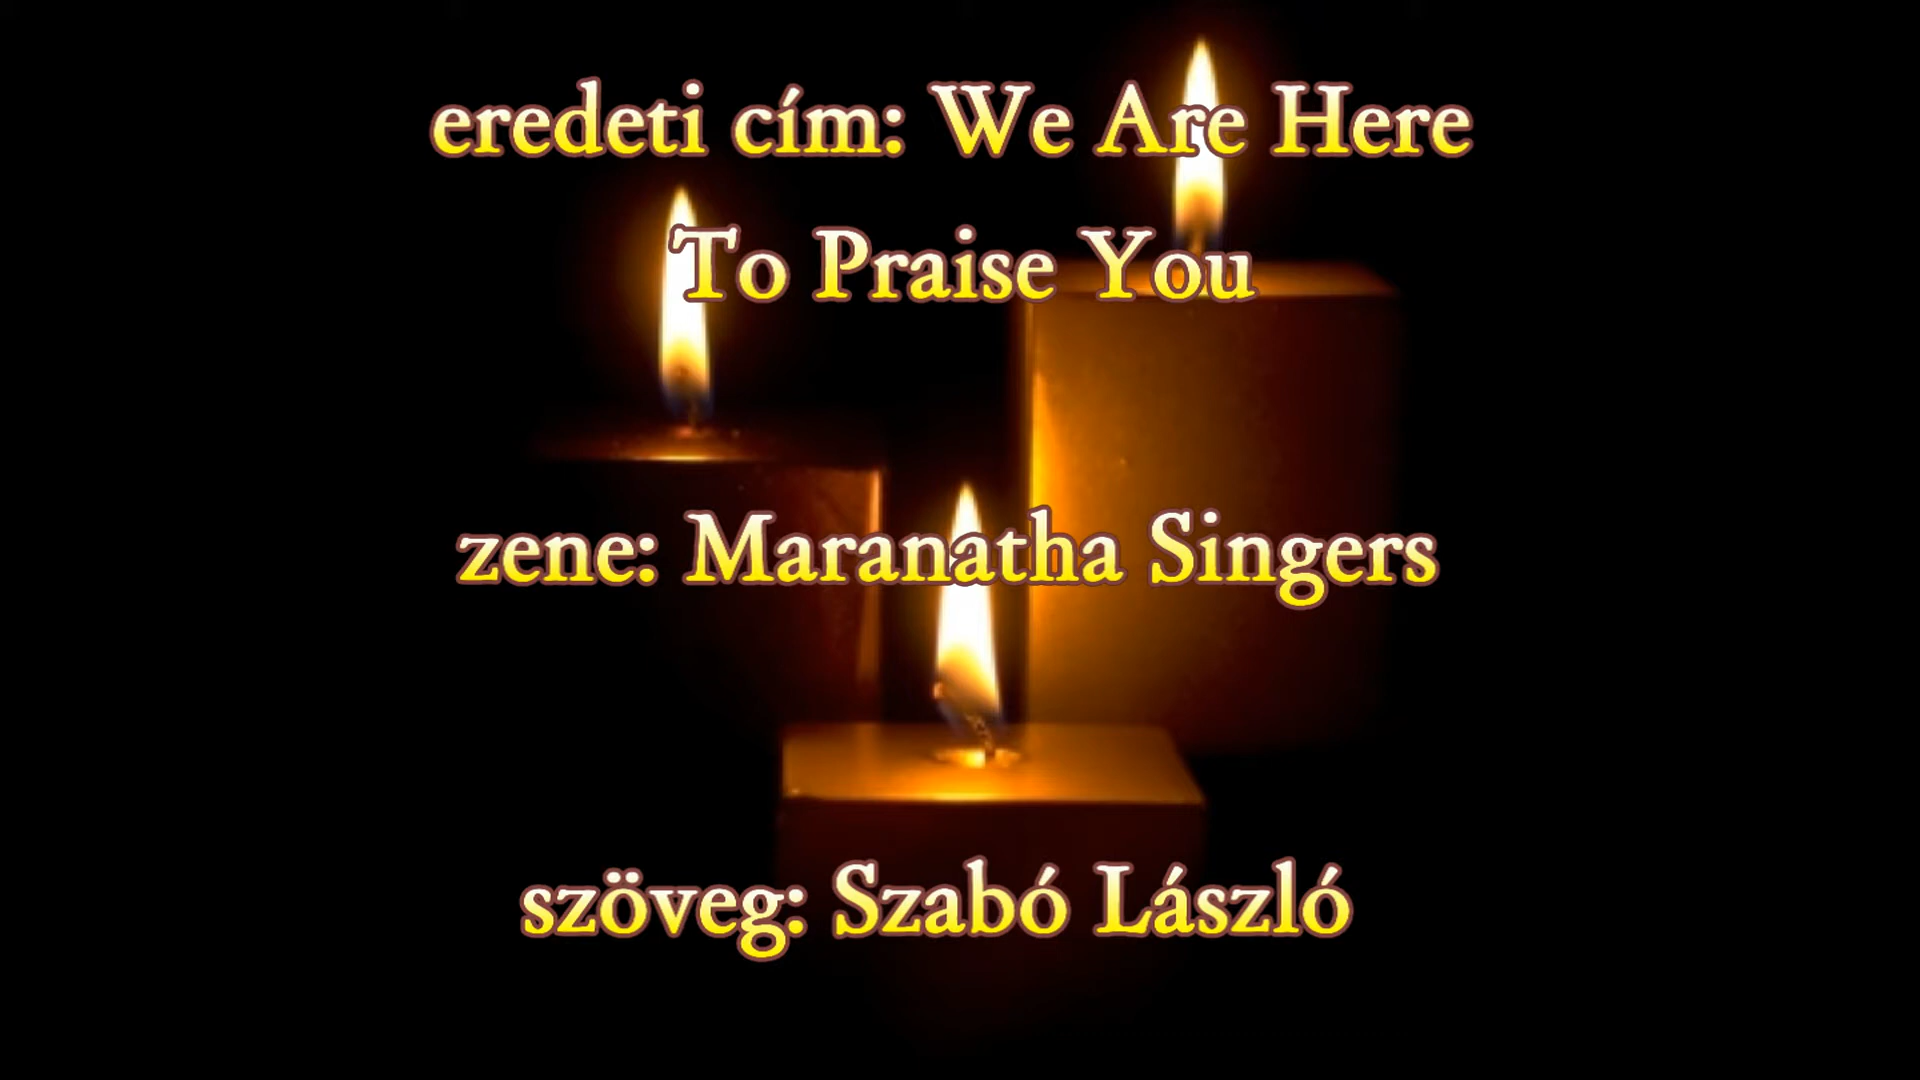 eredeti cím: We Are Here
To Praise You
zene: Maranatha Singers
szöveg: Szabó László